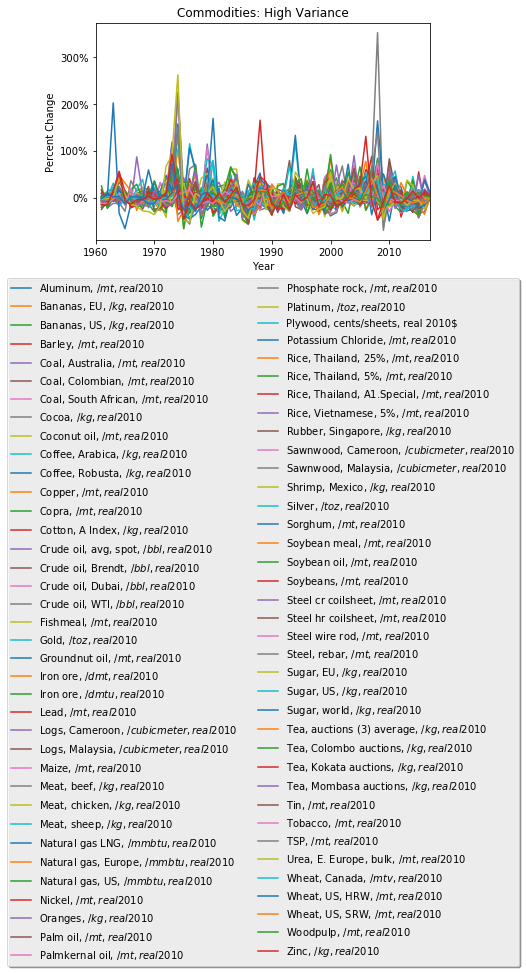 Commodities: High Variance
300%
200%
100%
0%
Percent Change
1960
1970
1980
1990
2000
2010
Year
Aluminum, /mt, real2010
Bananas, EU, /kg, real2010
Bananas, US, /kg, real2010
Barley, /mt, real2010
Coal, Australia, /mt, real2010
Coal, Colombian, /mt, real2010
Coal, South African, /mt, real2010
Cocoa, /kg, real2010
Coconut oil, /mt, real2010
Coffee, Arabica, /kg, real2010
Coffee, Robusta, /kg, real2010
Copper, /mt, real2010
Copra, /mt, real2010
Cotton, A Index, /kg, real2010
Crude oil, avg, spot, /bbl, real2010
Crude oil, Brendt, /bbl, real2010
Crude oil, Dubai, /bbl, real2010
Crude oil, WTI, /bbl, real2010
Fishmeal, /mt, real2010
Gold, /toz, real2010
Groundnut oil, /mt, real2010
Iron ore, /dmt, real2010
Iron ore, /dmtu, real2010
Lead, /mt, real2010
Logs, Cameroon, /cubicmeter, real2010
Logs, Malaysia, /cubicmeter, real2010
Maize, /mt, real2010
Meat, beef, /kg, real2010
Meat, chicken, /kg, real2010
Meat, sheep, /kg, real2010
Natural gas LNG, /mmbtu, real2010
Natural gas, Europe, /mmbtu, real2010
Natural gas, US, /mmbtu, real2010
Nickel, /mt, real2010
Oranges, /kg, real2010
Palm oil, /mt, real2010
Palmkernal oil, /mt, real2010
Phosphate rock, /mt, real2010
Platinum, /toz, real2010
Plywood, cents/sheets, real 2010$
Potassium Chloride, /mt, real2010
Rice, Thailand, 25%, /mt, real2010
Rice, Thailand, 5%, /mt, real2010
Rice, Thailand, A1.Special, /mt, real2010
Rice, Vietnamese, 5%, /mt, real2010
Rubber, Singapore, /kg, real2010
Sawnwood, Cameroon, /cubicmeter, real2010
Sawnwood, Malaysia, /cubicmeter, real2010
Shrimp, Mexico, /kg, real2010
Silver, /toz, real2010
Sorghum, /mt, real2010
Soybean meal, /mt, real2010
Soybean oil, /mt, real2010
Soybeans, /mt, real2010
Steel cr coilsheet, /mt, real2010
Steel hr coilsheet, /mt, real2010
Steel wire rod, /mt, real2010
Steel, rebar, /mt, real2010
Sugar, EU, /kg, real2010
Sugar, US, /kg, real2010
Sugar, world, /kg, real2010
Tea, auctions (3) average, /kg, real2010
Tea, Colombo auctions, /kg, real2010
Tea, Kokata auctions, /kg, real2010
Tea, Mombasa auctions, /kg, real2010
Tin, /mt, real2010
Tobacco, /mt, real2010
TSP, /mt, real2010
Urea, E. Europe, bulk, /mt, real2010
Wheat, Canada, /mtv, real2010
Wheat, US, HRW, /mt, real2010
Wheat, US, SRW, /mt, real2010
Woodpulp, /mt, real2010
Zinc, /kg, real2010